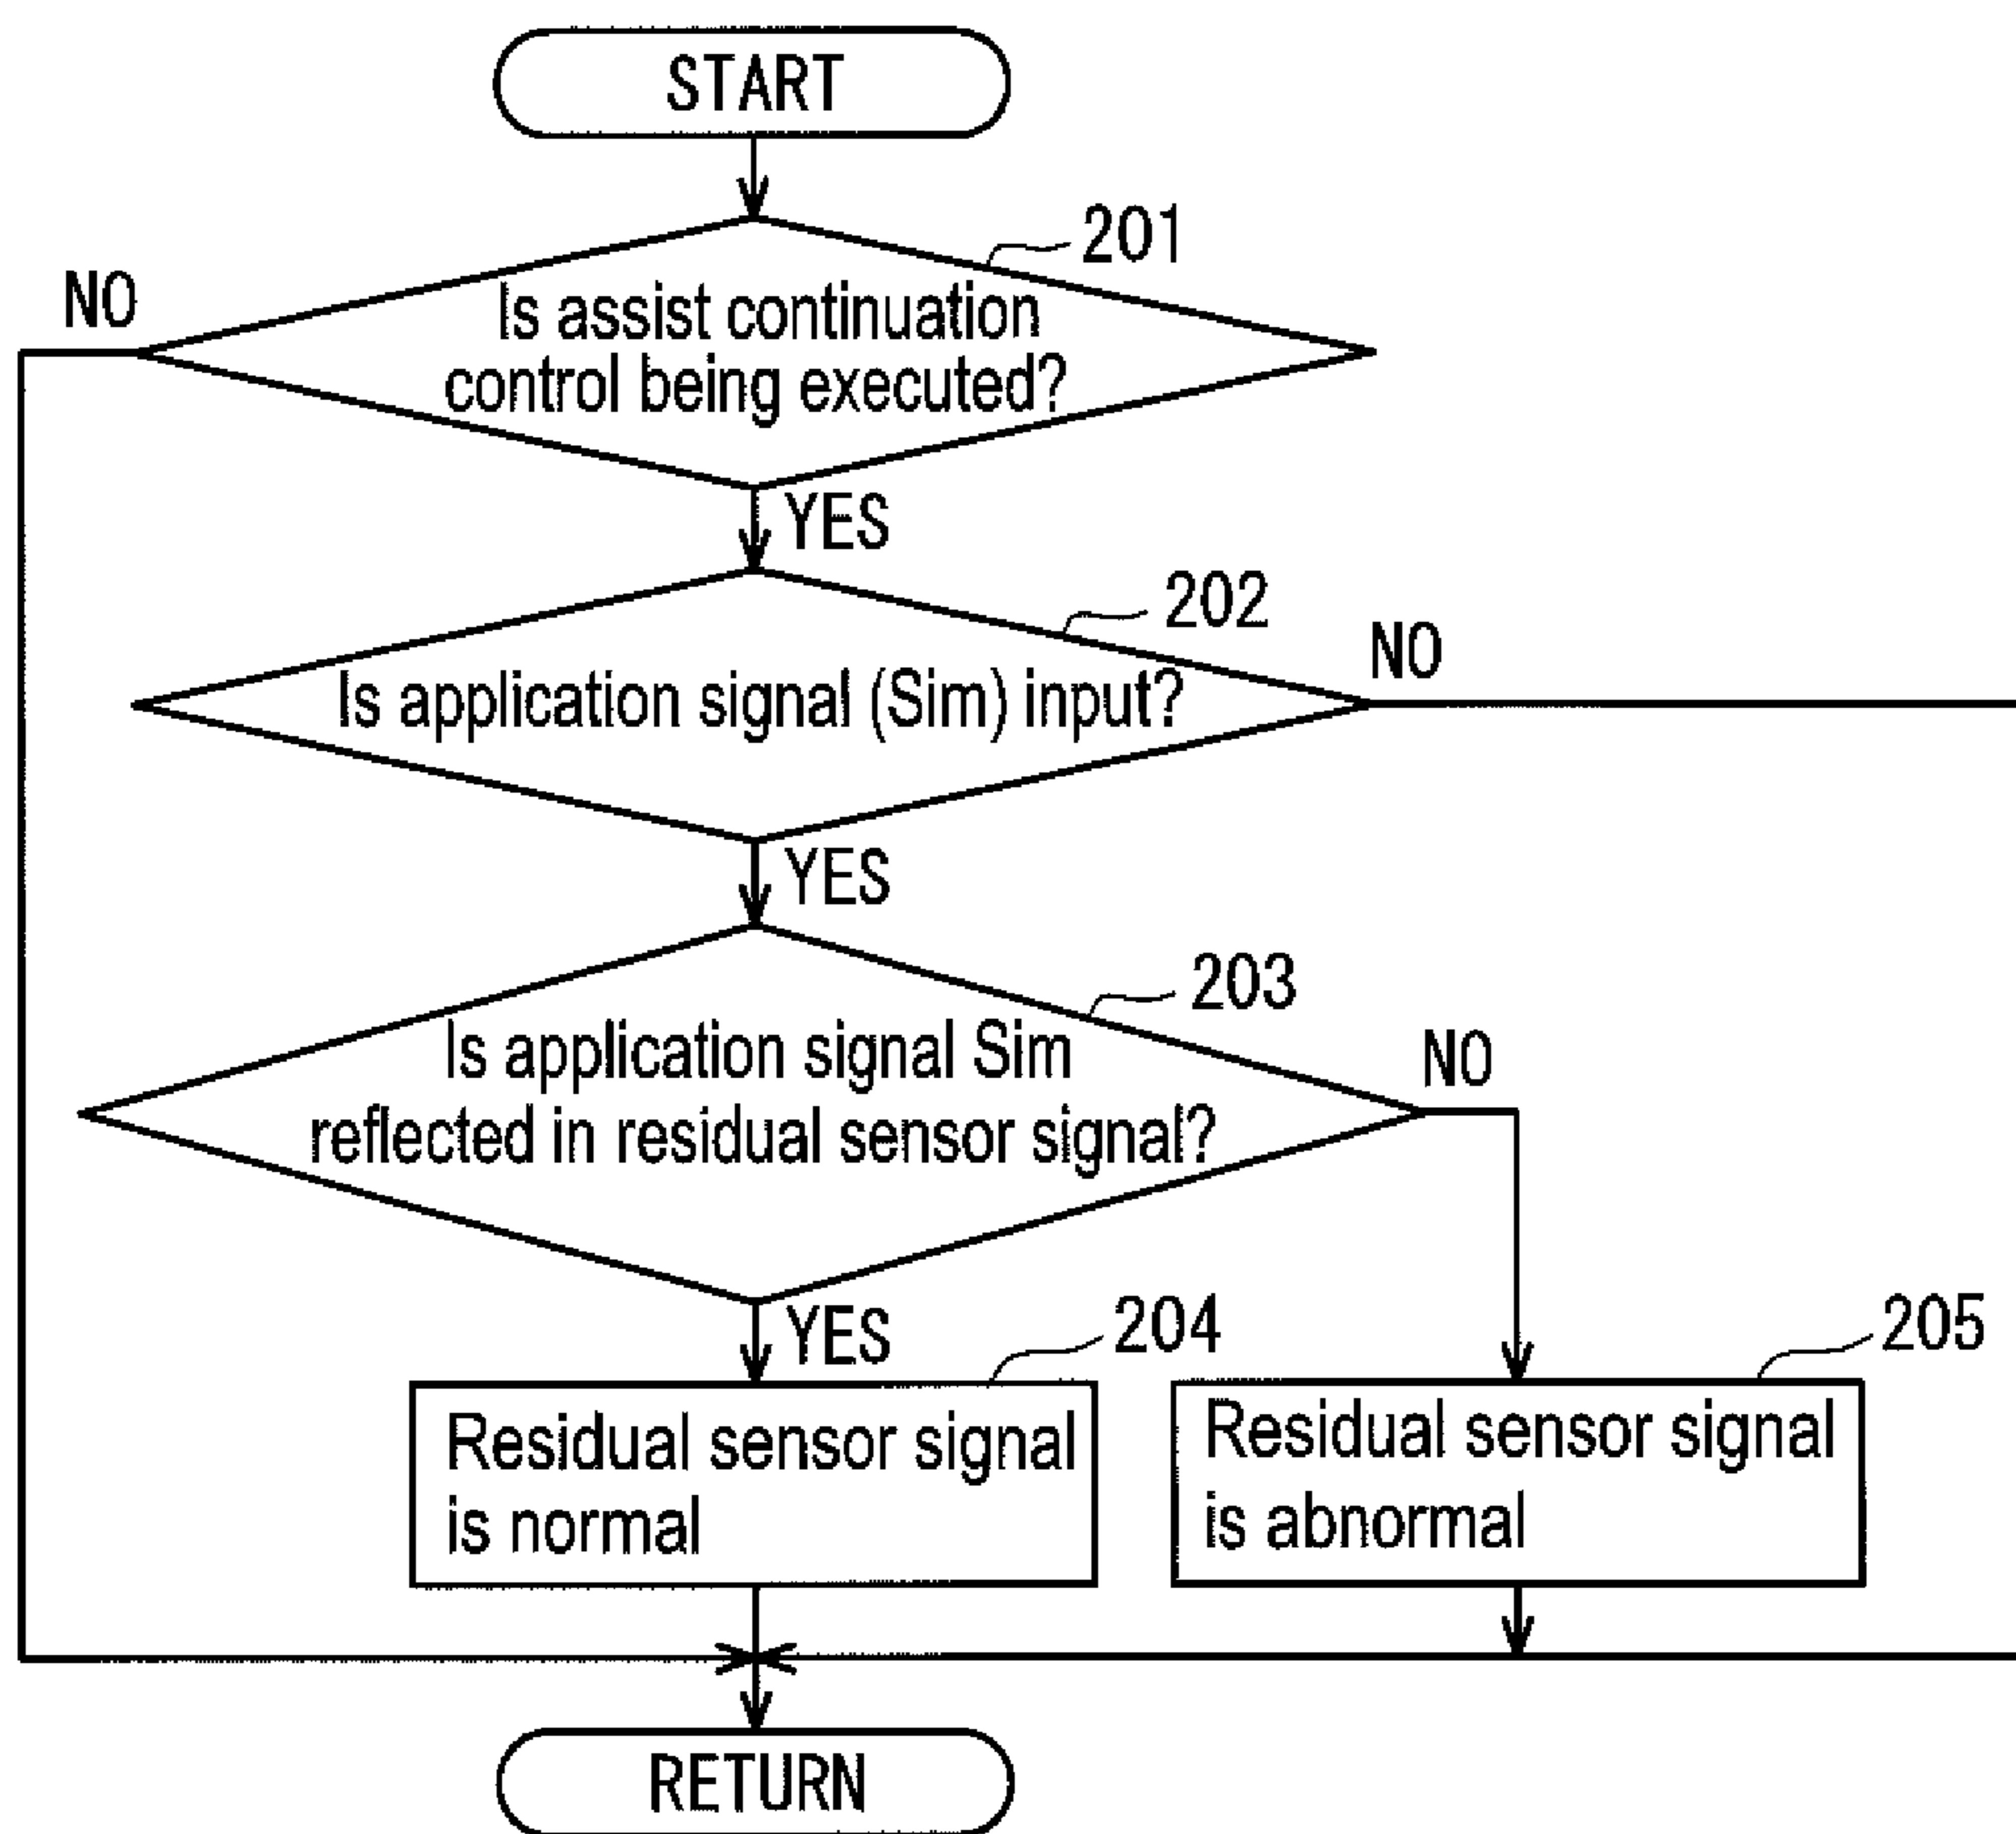 START
201
NO
Is assist continuation
control being executed?
YES
202
NO
Is application signal (Sim) input?
YES
203
Is application signal Sim
reflected in residual sensor signal?
NO
YES
204
205
Residual sensor signal
is normal
Residual sensor signal
is abnormal
RETURN